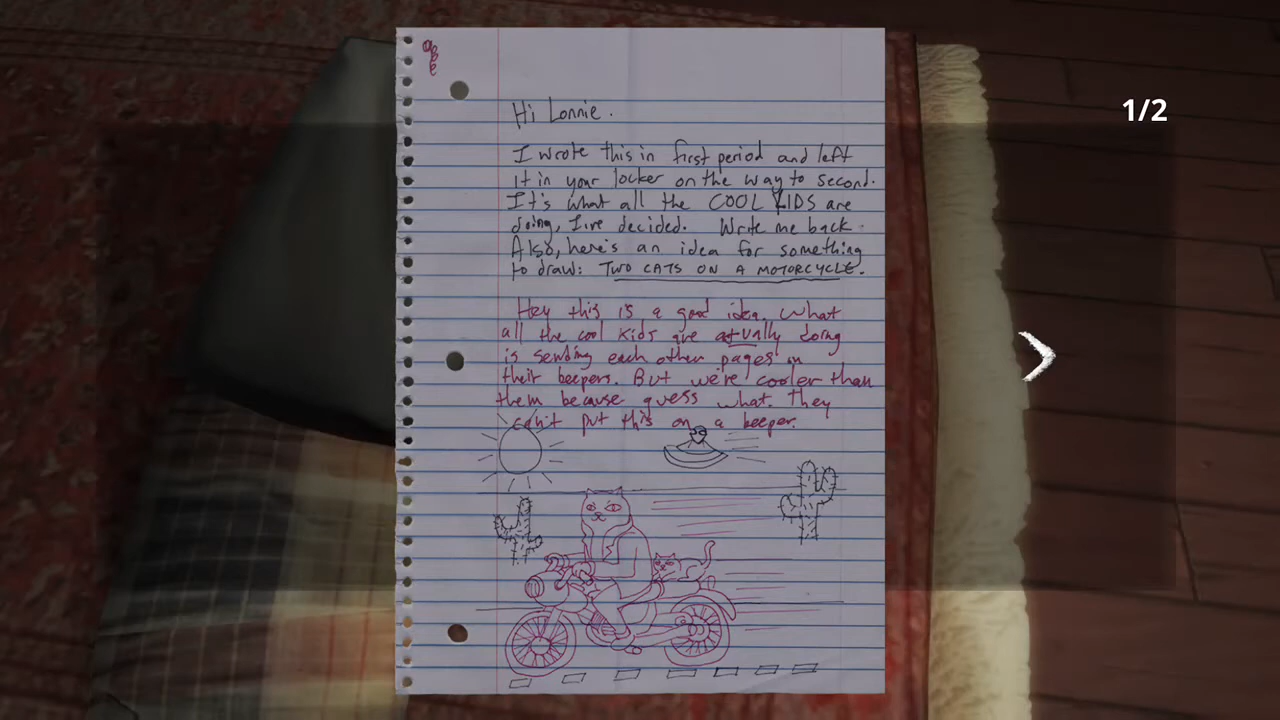 1/2
Hi Lonnie.
I wrote this in first period and left
it in your locker on the way to second.
It's what all the COOL KIDS are
doing, I've decided. Write me back.
Also, here's an idea for something
to draw: TWO CATS ON A MOTORCYCLE.
Hey this is a good idea. What
all the cool kids are actually doing
is sending each other pages on
their beepers. But we're cooler than
them because guess what. They
can't put this on a beeper.